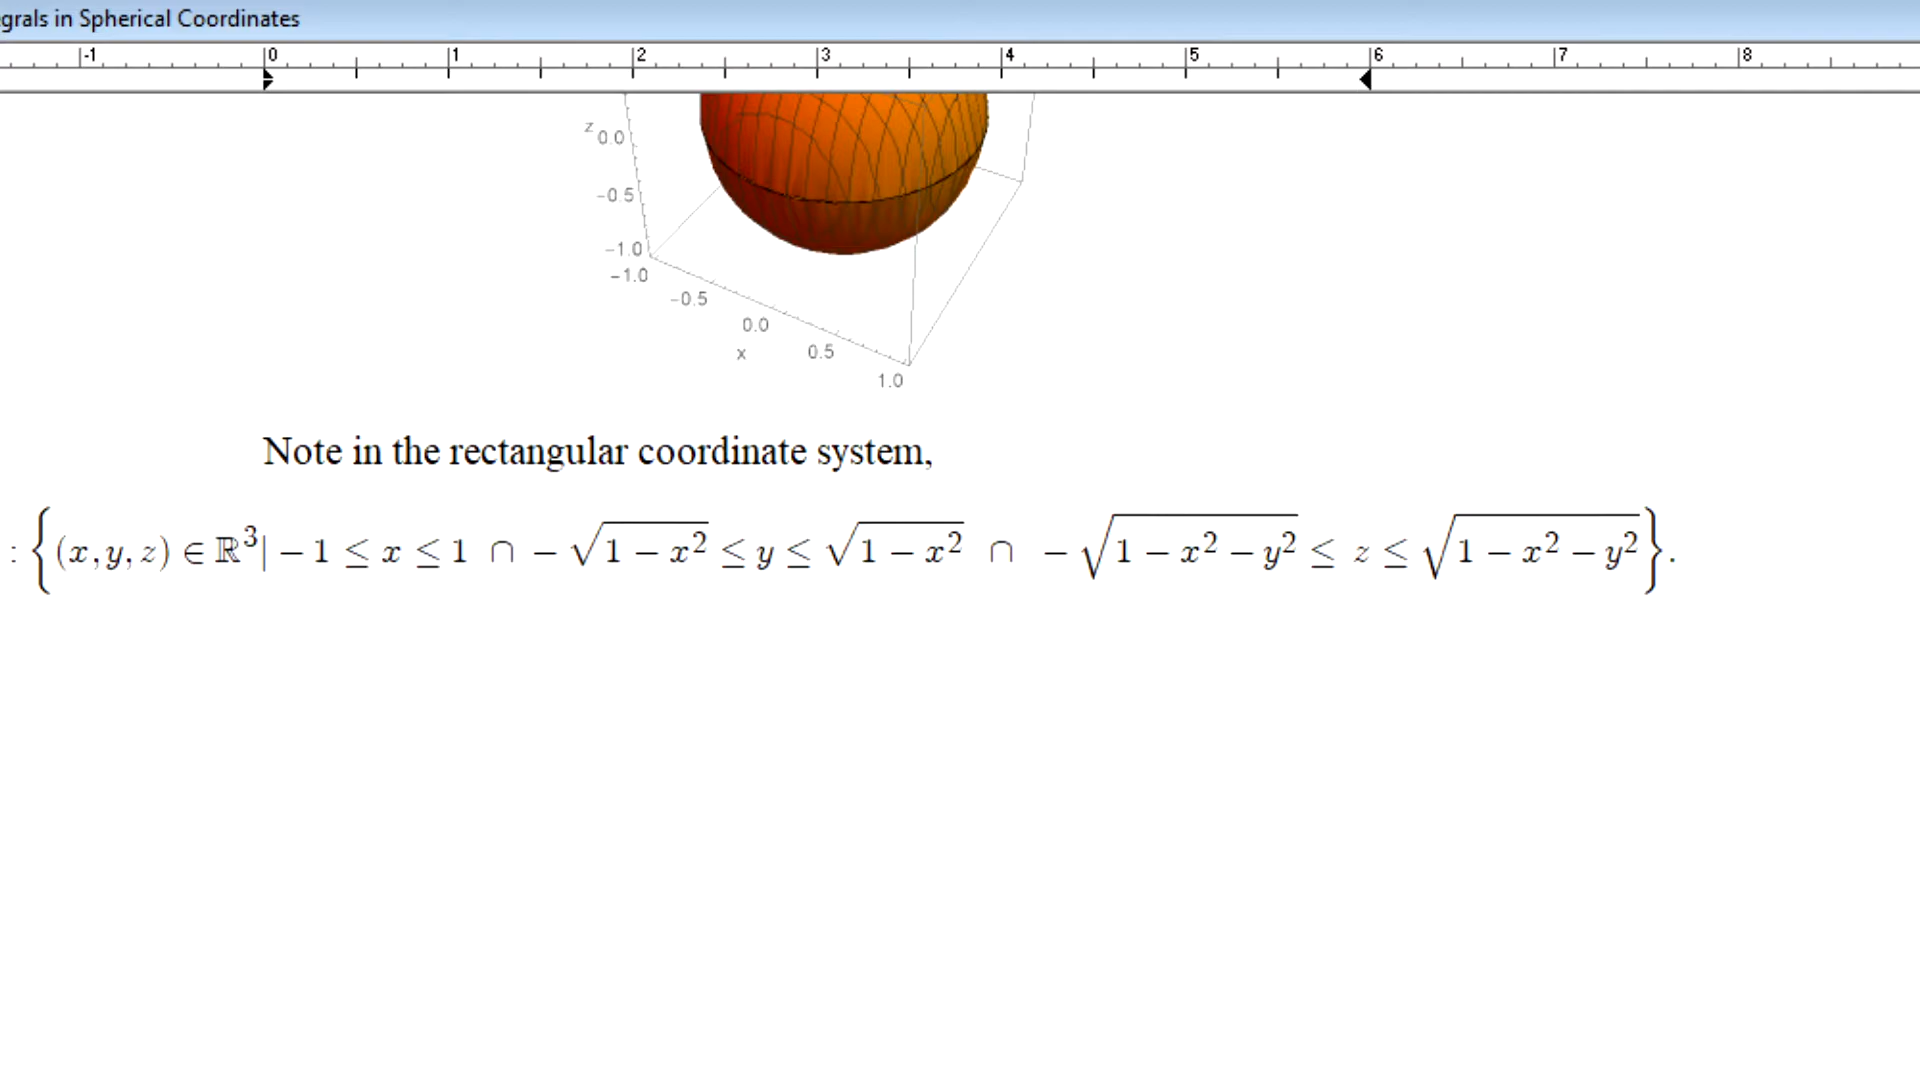 grals in Spherical Coordinates
-1 0 1 2 3 4 5 6 7 8
z 0.0
-0.5
-1.0
-1.0
-0.5
0.0
x 0.5
1.0
Note in the rectangular coordinate system,
: {(x, y, z) ∈ ℝ³| − 1 ≤ x ≤ 1 ∩ − √(1 − x²) ≤ y ≤ √(1 − x²) ∩ − √(1 − x² − y²) ≤ z ≤ √(1 − x² − y²)}.